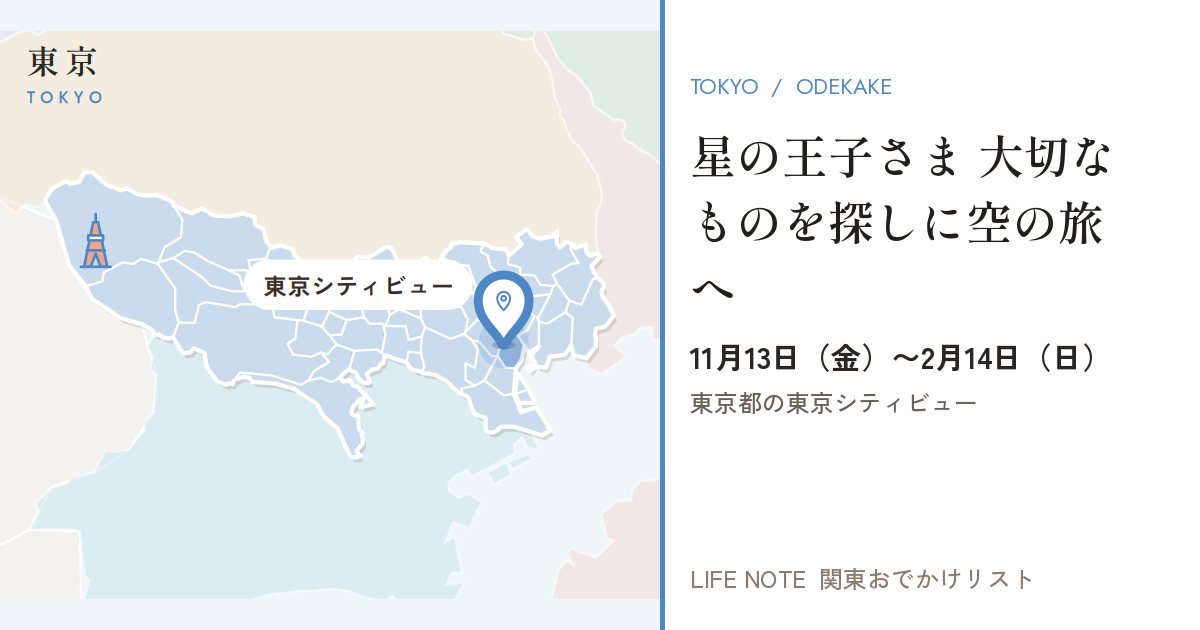 東京
TOKYO
東京シティビュー
TOKYO / ODEKAKE
星の王子さま 大切な
ものを探しに空の旅
へ
11月13日（金）〜2月14日（日）
東京都の東京シティビュー
LIFE NOTE 関東おでかけリスト